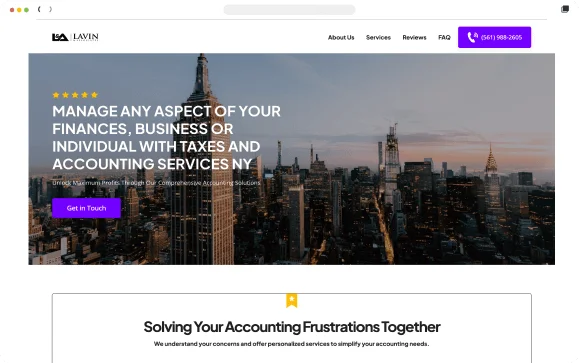 L&A LAVIN
About Us Services Reviews FAQ (561) 988-2605
MANAGE ANY ASPECT OF YOUR
FINANCES, BUSINESS OR
INDIVIDUAL WITH TAXES AND
ACCOUNTING SERVICES NY
Unlock Maximum Profits Through Our Comprehensive Accounting Solutions
Get in Touch
Solving Your Accounting Frustrations Together
We understand your concerns and offer personalized services to simplify your accounting needs.